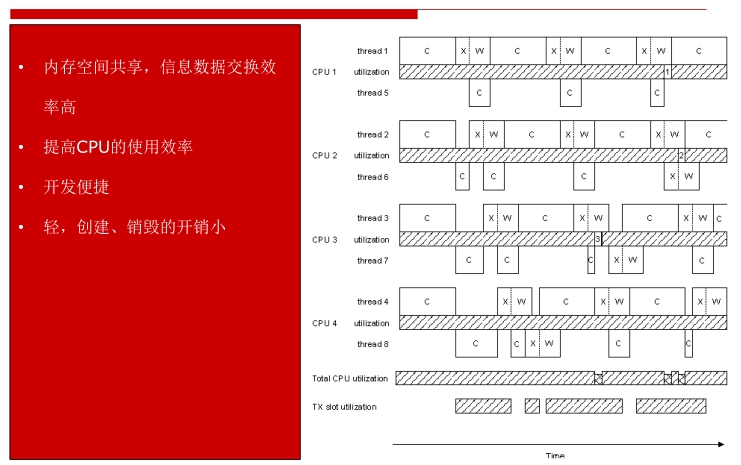 • 内存空间共享，信息数据交换效
率高
• 提高CPU的使用效率
• 开发便捷
• 轻，创建、销毁的开销小
thread 1 C X W C X W C X W C
CPU 1 utilization 1
thread 5 C C C
thread 2 C X W C X W C X W C
CPU 2 utilization 2
thread 6 C C C X W
thread 3 C X W C X W C X W C
CPU 3 utilization 3
thread 7 C C C X W C
thread 4 C X W C X W C X W
CPU 4 utilization
thread 8 C C X W C C
Total CPU utilization
TX slot utilization
Time